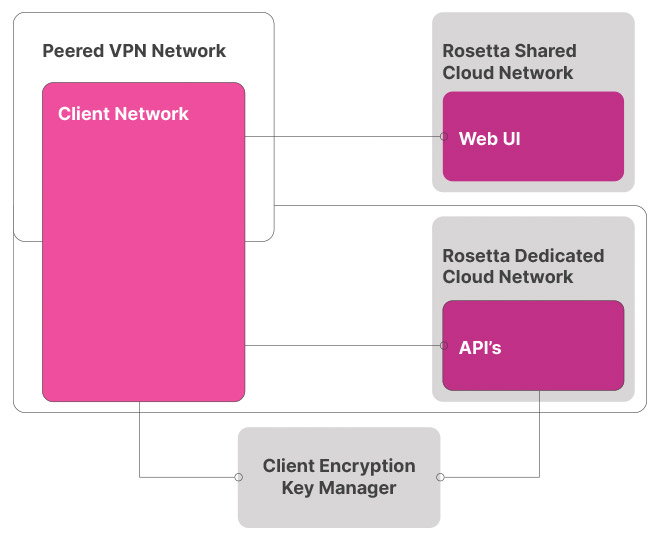 Peered VPN Network
Client Network
Rosetta Shared
Cloud Network
Web UI
Rosetta Dedicated
Cloud Network
API’s
Client Encryption
Key Manager